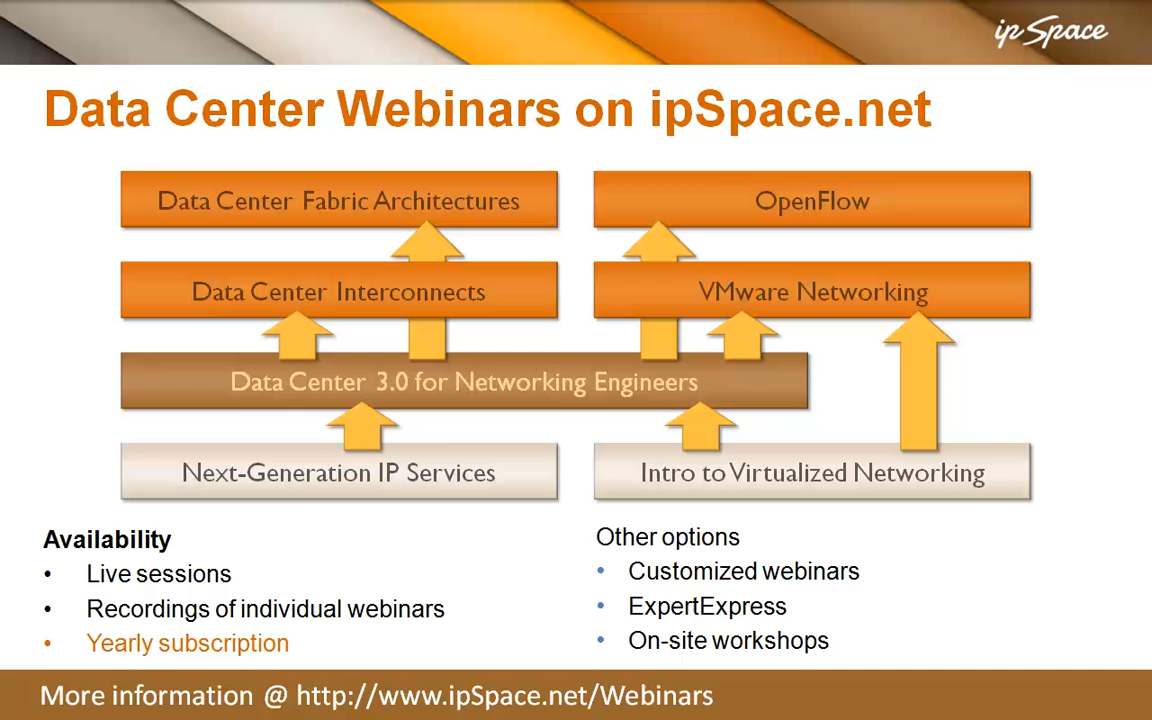 ipSpace
Data Center Webinars on ipSpace.net
Data Center Fabric Architectures
OpenFlow
Data Center Interconnects
VMware Networking
Data Center 3.0 for Networking Engineers
Next-Generation IP Services
Intro to Virtualized Networking
Availability
• Live sessions
• Recordings of individual webinars
• Yearly subscription
Other options
• Customized webinars
• ExpertExpress
• On-site workshops
More information @ http://www.ipSpace.net/Webinars